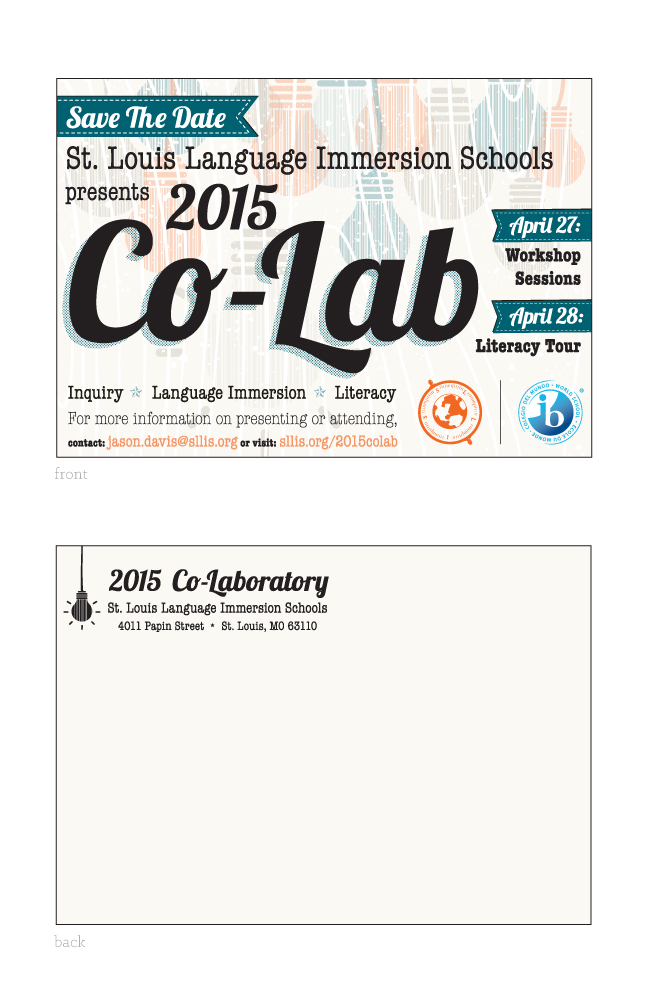 Save The Date
St. Louis Language Immersion Schools
presents 2015
Co-Lab
April 27:
Workshop
Sessions
April 28:
Literacy Tour
Inquiry ☆ Language Immersion ☆ Literacy
For more information on presenting or attending,
contact: jason.davis@sllis.org or visit: sllis.org/2015colab
WORLD SCHOOL · ÉCOLE DU MONDE · COLEGIO DEL MUNDO ·
ib
®
front
2015 Co-Laboratory
St. Louis Language Immersion Schools
4011 Papin Street * St. Louis, MO 63110
back